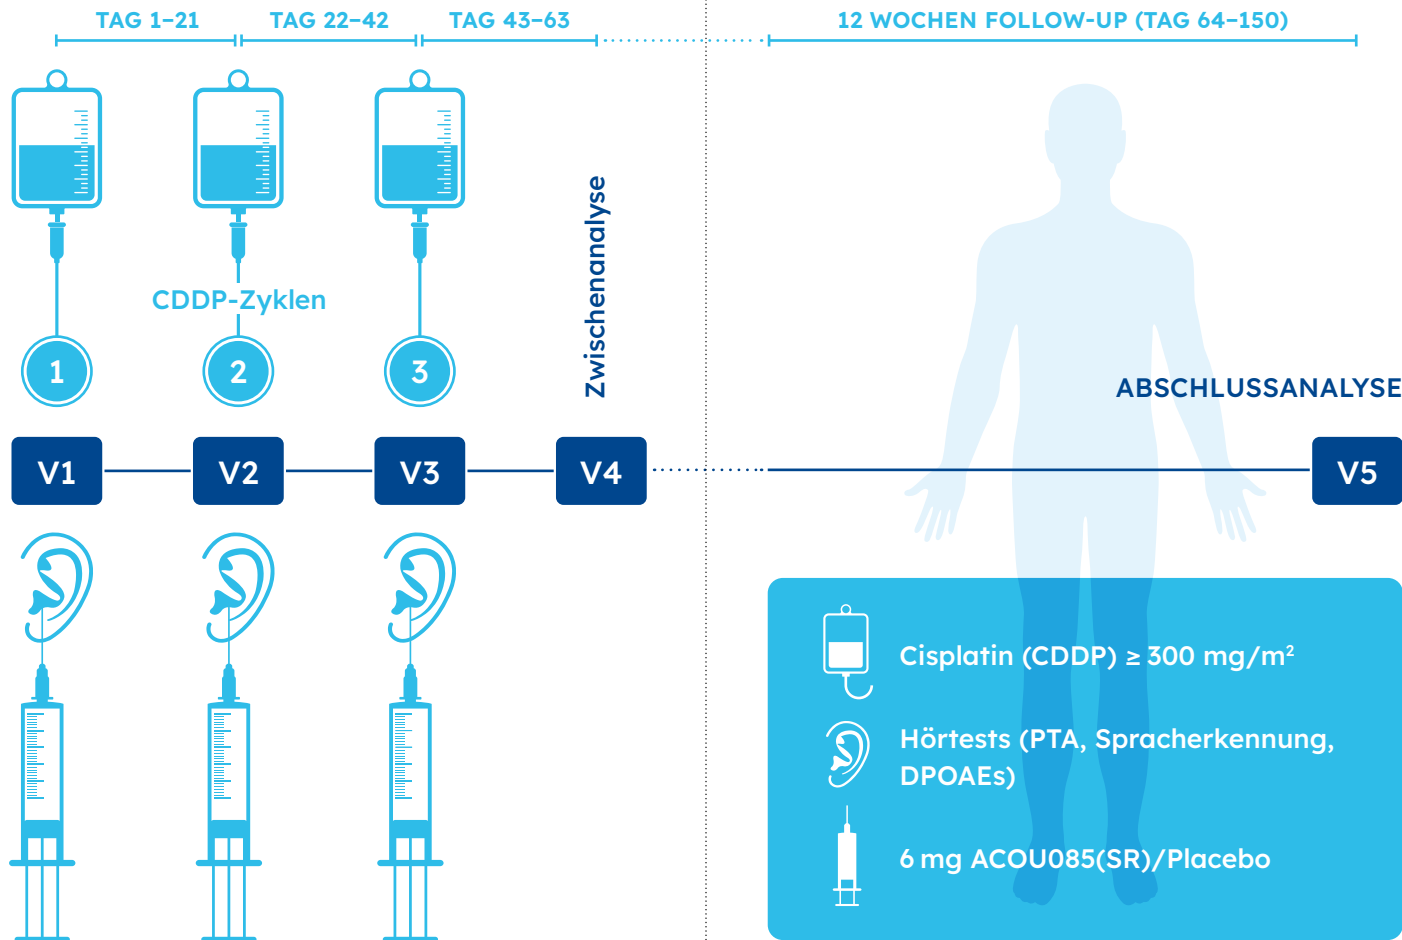 TAG 1–21
TAG 22–42
TAG 43–63
12 WOCHEN FOLLOW-UP (TAG 64–150)
CDDP-Zyklen
1
2
3
Zwischenanalyse
ABSCHLUSSANALYSE
V1
V2
V3
V4
V5
Cisplatin (CDDP) ≥ 300 mg/m²
Hörtests (PTA, Spracherkennung,
DPOAEs)
6 mg ACOU085(SR)/Placebo